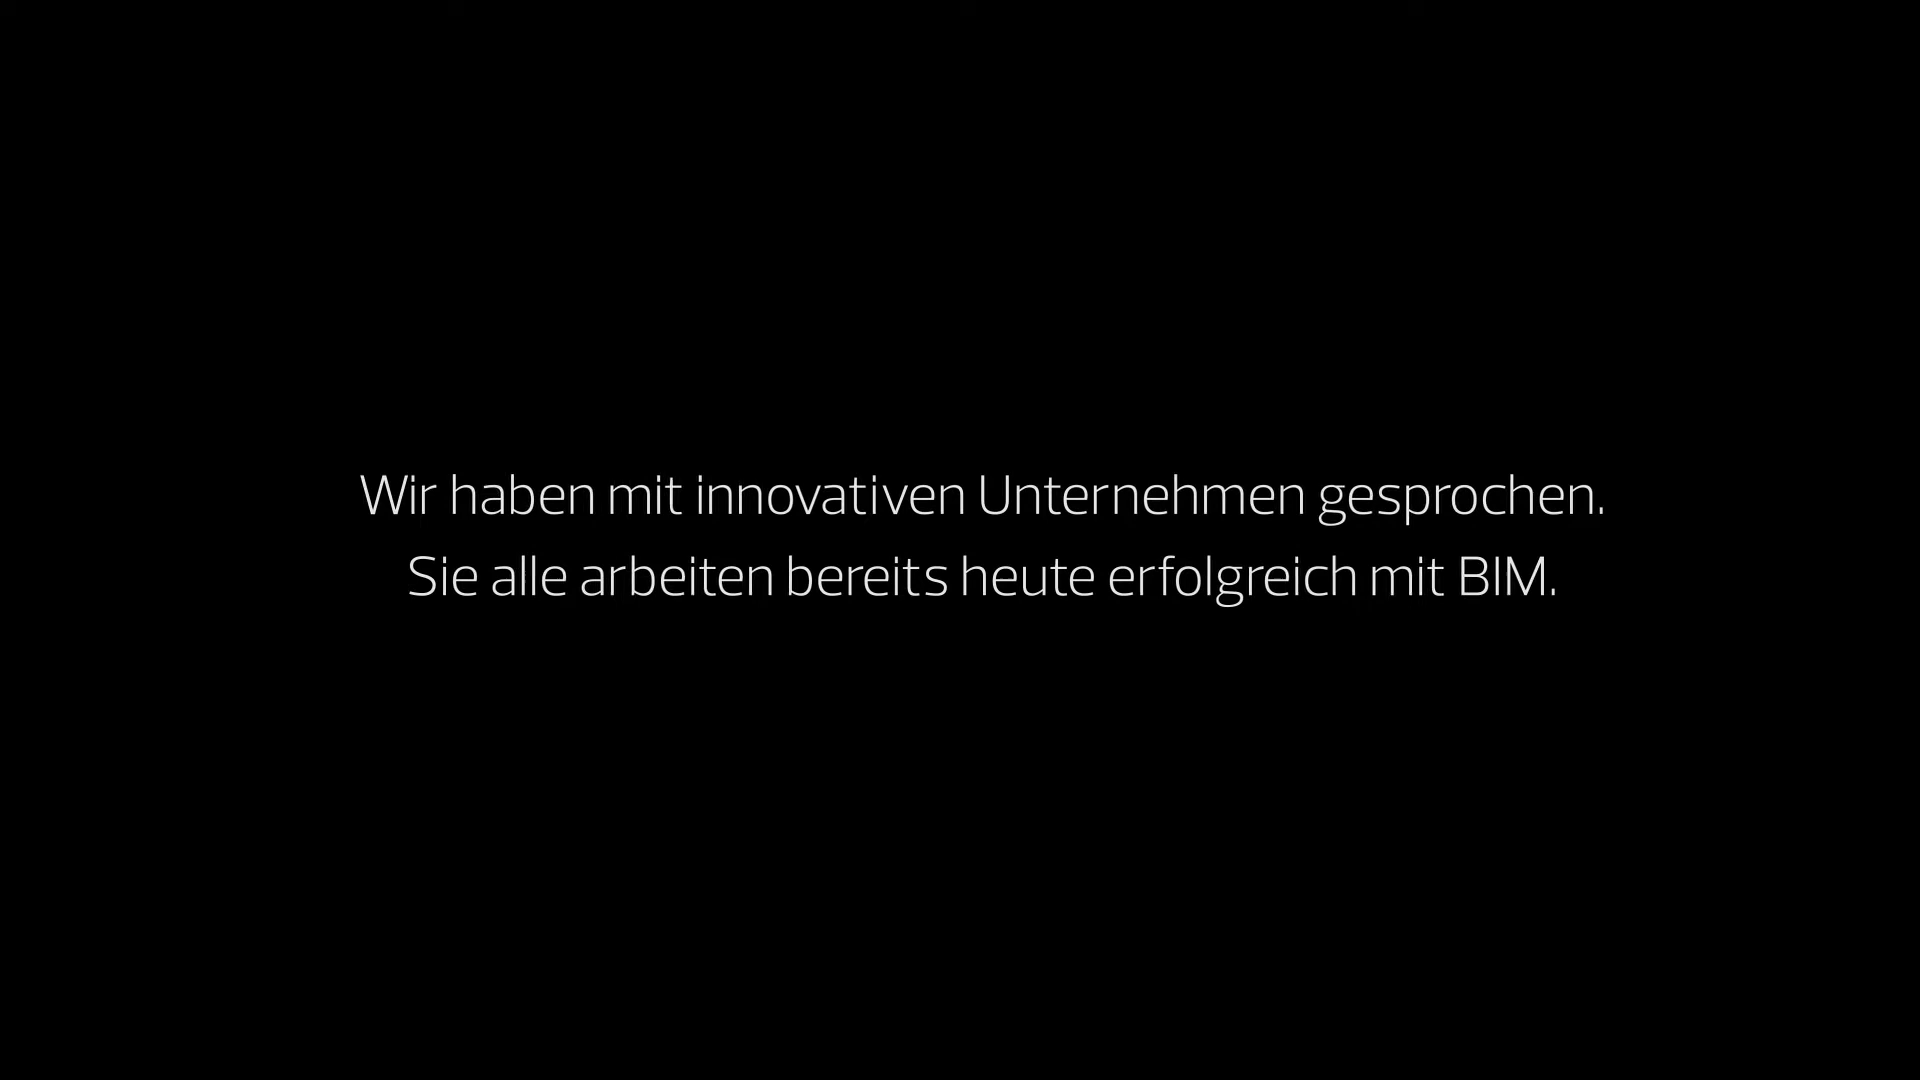 Wir haben mit innovativen Unternehmen gesprochen.
Sie alle arbeiten bereits heute erfolgreich mit BIM.